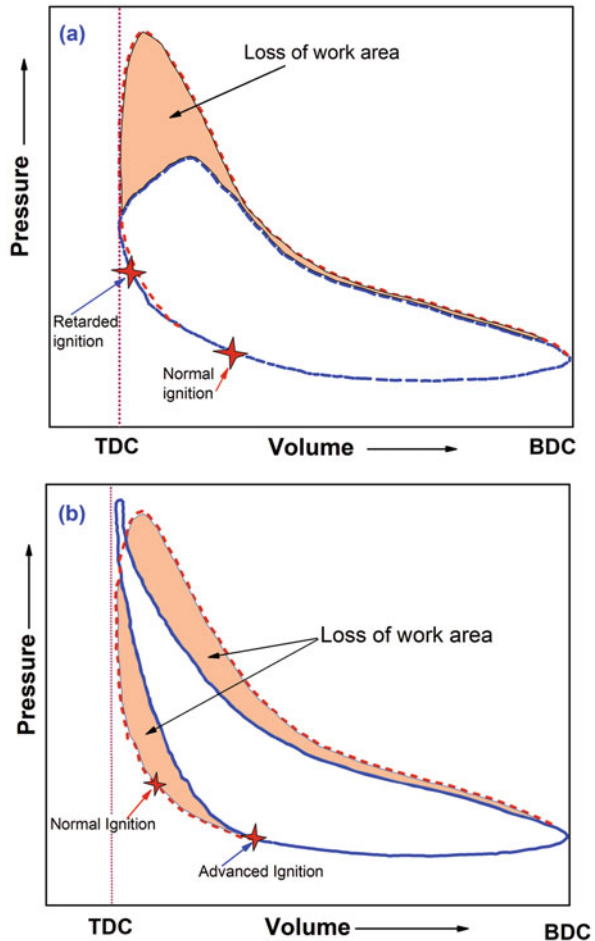 (a)
Loss of work area
Pressure
Retarded
ignition
Normal
ignition
TDC
Volume
BDC
(b)
Loss of work area
Pressure
Normal Ignition
Advanced Ignition
TDC
Volume
BDC